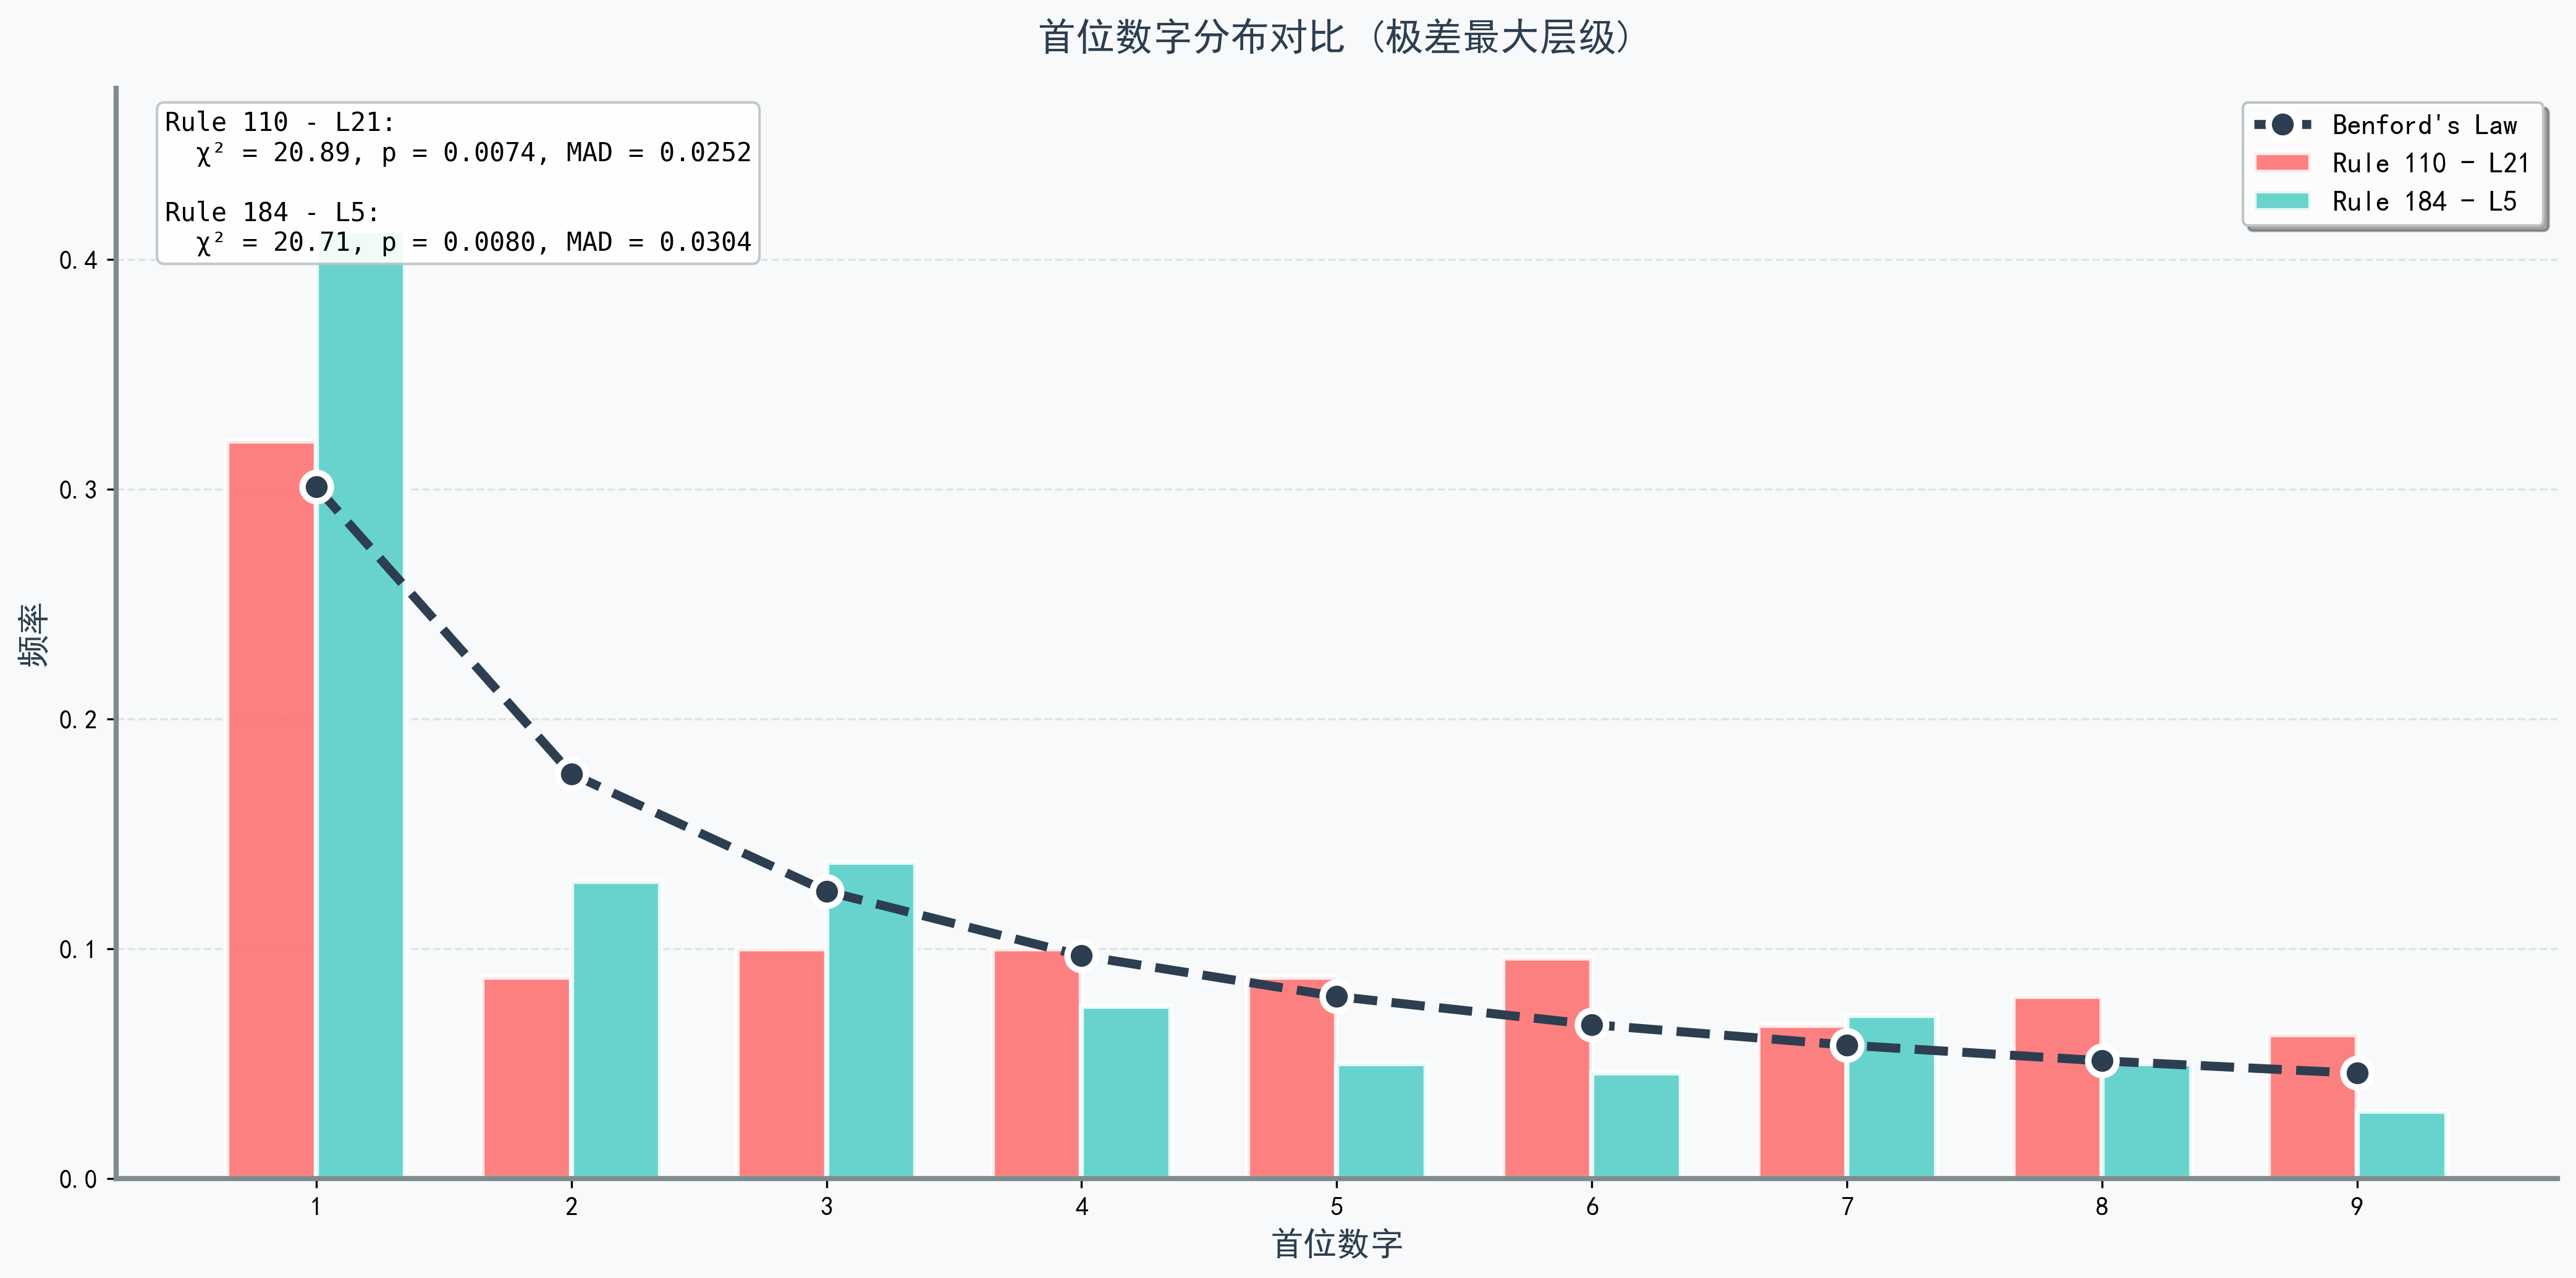 首位数字分布对比 (极差最大层级)
Rule 110 - L21:
χ² = 20.89, p = 0.0074, MAD = 0.0252
Rule 184 - L5:
χ² = 20.71, p = 0.0080, MAD = 0.0304
Benford's Law
Rule 110 - L21
Rule 184 - L5
频率
0.4
0.3
0.2
0.1
0.0
1 2 3 4 5 6 7 8 9
首位数字